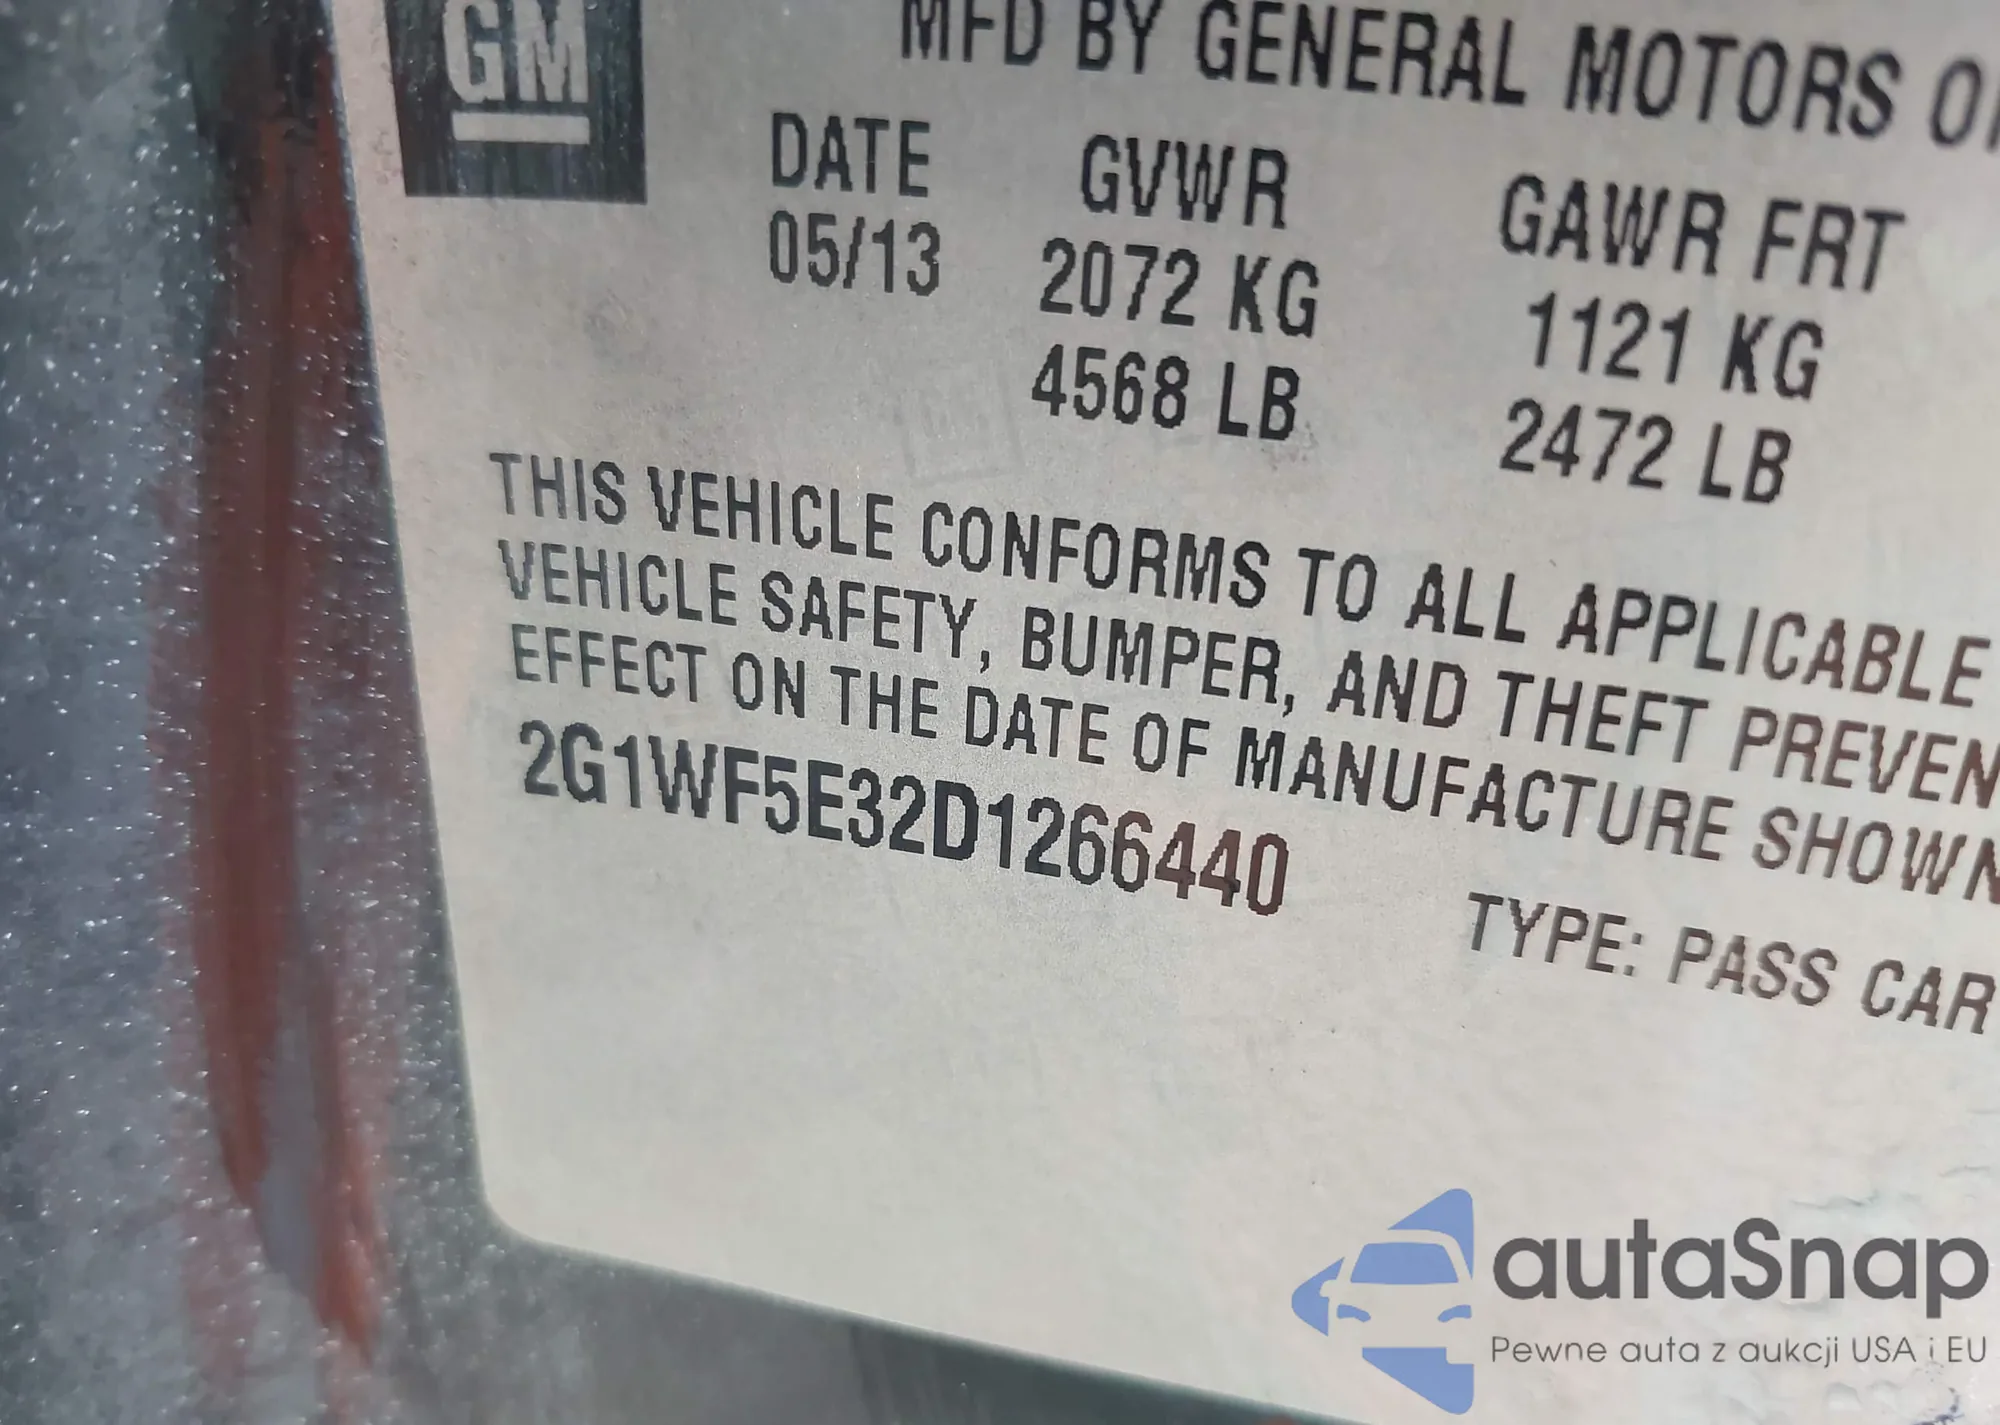 GM
MFD BY GENERAL MOTORS
DATE GVWR GAWR FRT
05/13 2072 KG 1121 KG
4568 LB 2472 LB
THIS VEHICLE CONFORMS TO ALL APPLICABLE
VEHICLE SAFETY, BUMPER, AND THEFT PREVEN
EFFECT ON THE DATE OF MANUFACTURE SHOWN
2G1WF5E32D1266440
TYPE: PASS CAR
autaSnap
Pewne auta z aukcji USA i EU